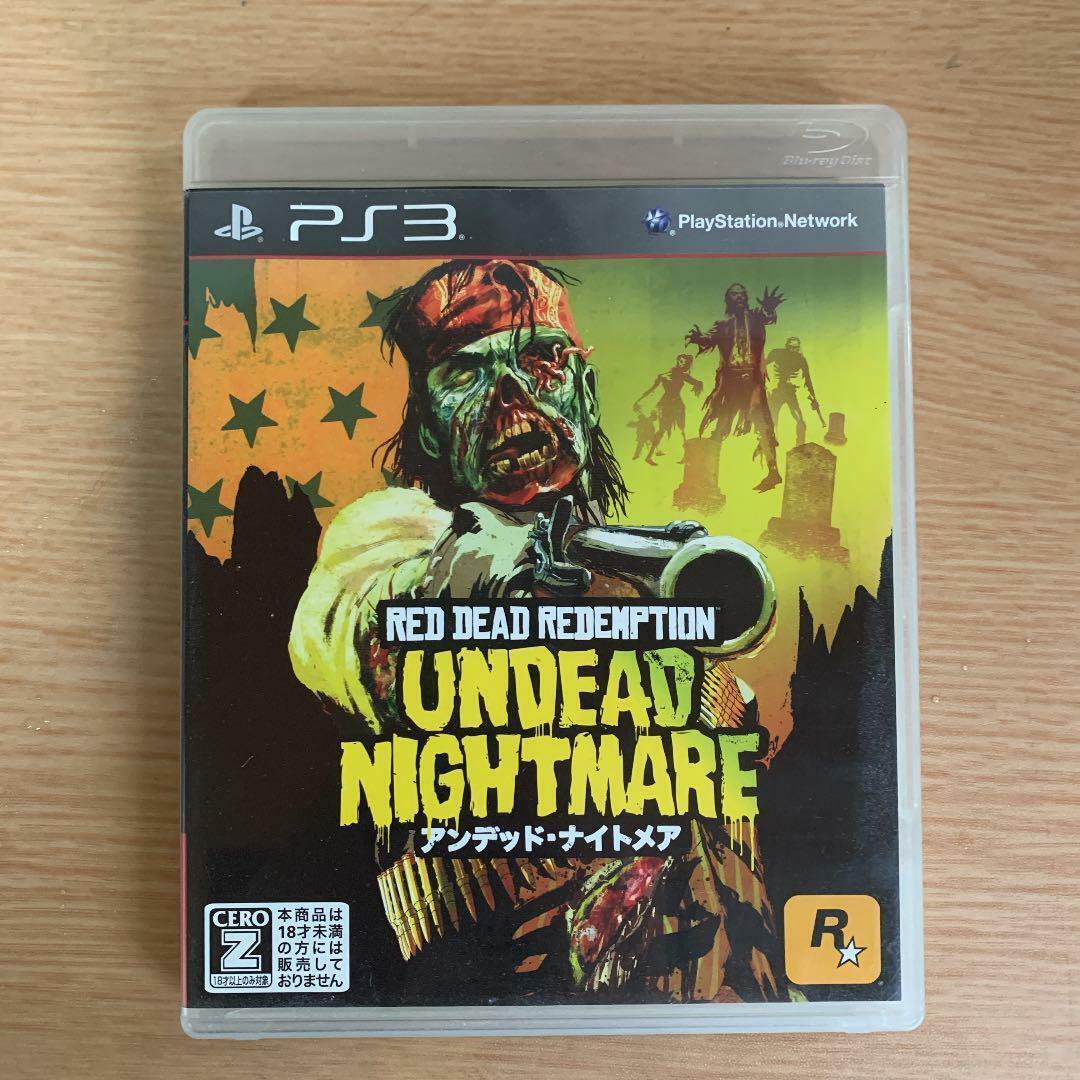 Blu-ray Disc
PS3
PlayStation®Network
RED DEAD REDEMPTION™
UNDEAD
NIGHTMARE
アンデッド・ナイトメア
CERO
Z
18才以上のみ対象
本商品は
18才未満
の方には
販売して
おりません
R